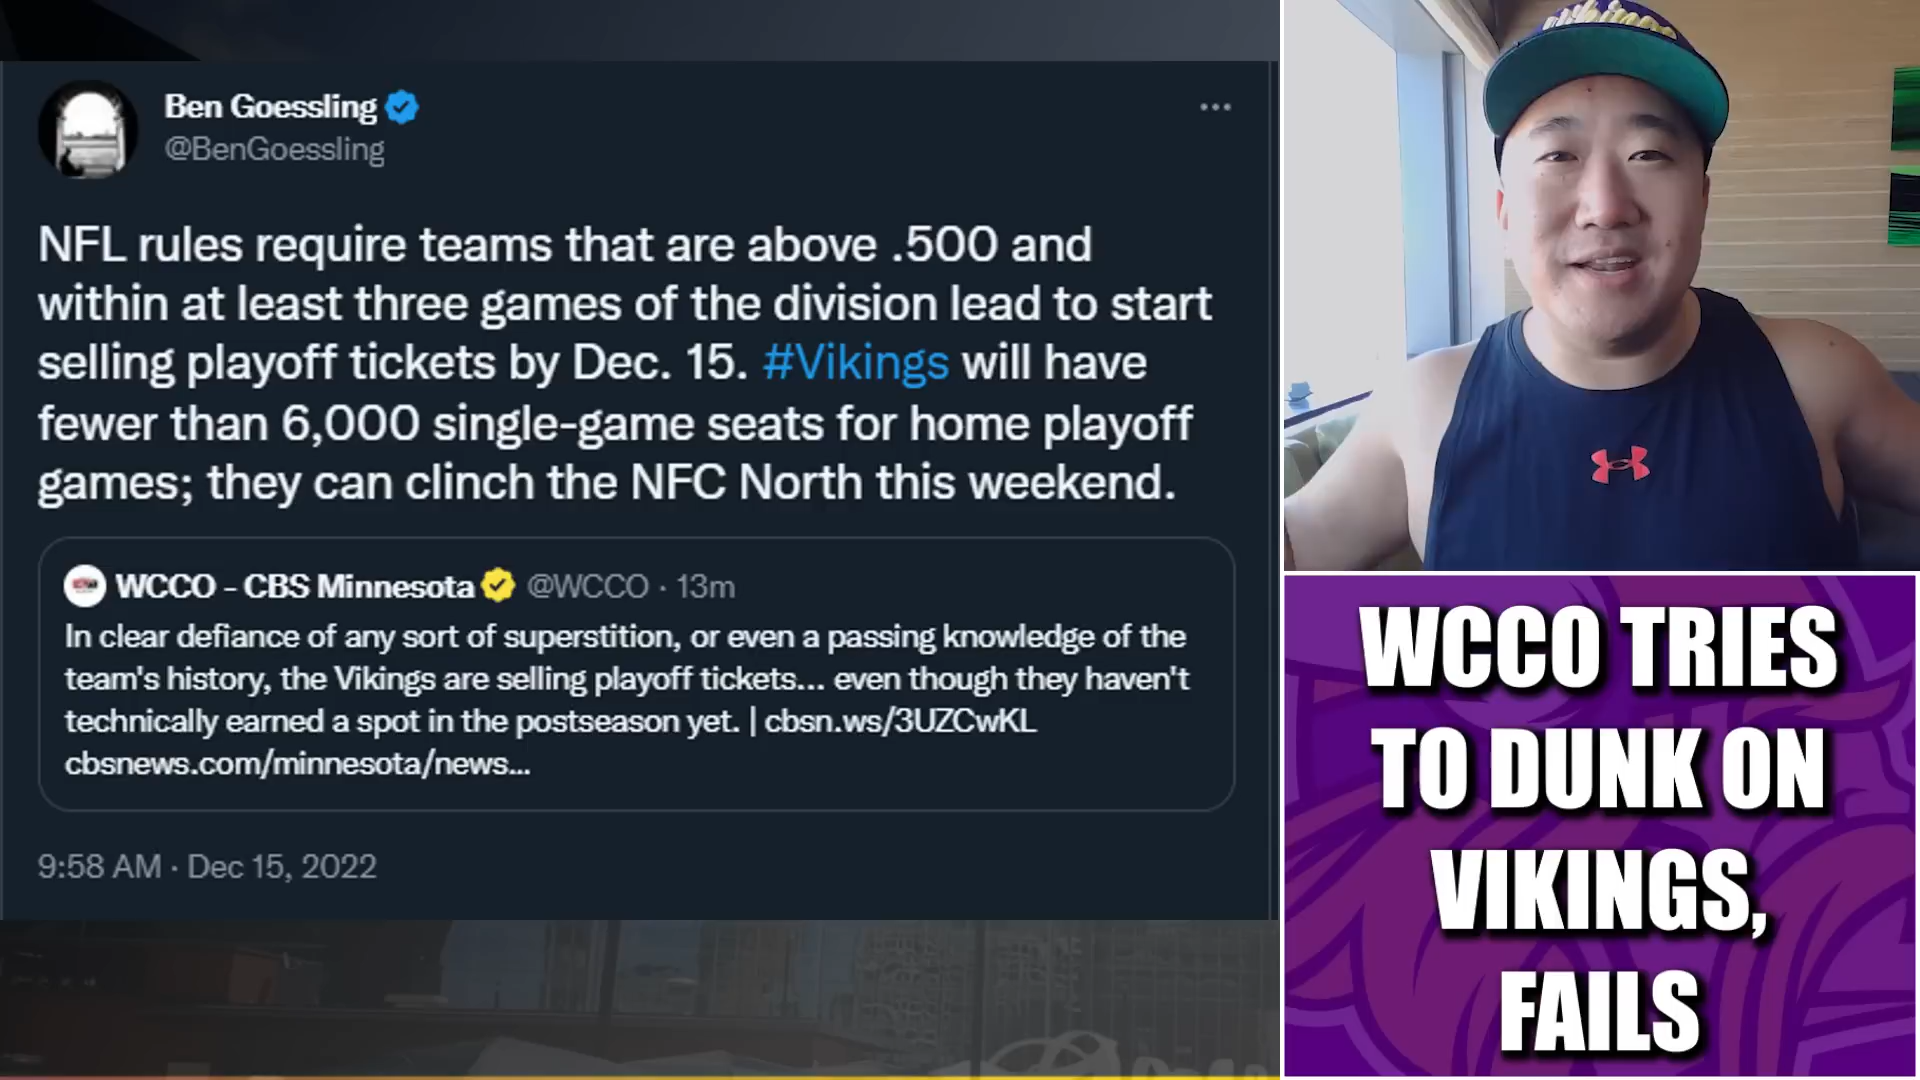 Ben Goessling
@BenGoessling
NFL rules require teams that are above .500 and
within at least three games of the division lead to start
selling playoff tickets by Dec. 15. #Vikings will have
fewer than 6,000 single-game seats for home playoff
games; they can clinch the NFC North this weekend.
WCCO - CBS Minnesota @WCCO · 13m
In clear defiance of any sort of superstition, or even a passing knowledge of the
team's history, the Vikings are selling playoff tickets... even though they haven't
technically earned a spot in the postseason yet. | cbsn.ws/3UZCwKL
cbsnews.com/minnesota/news...
9:58 AM · Dec 15, 2022
WCCO TRIES
TO DUNK ON
VIKINGS,
FAILS